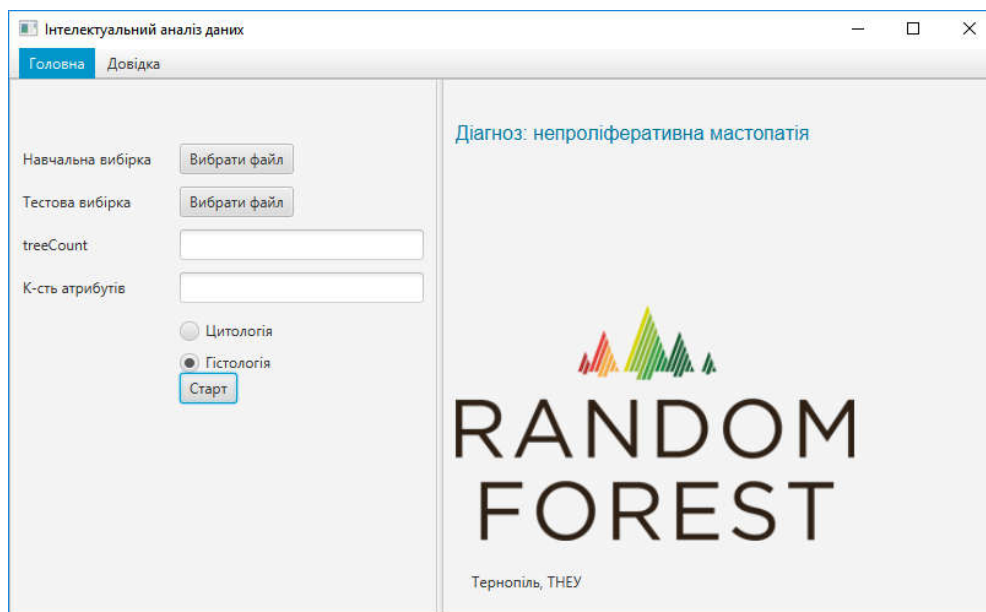 Інтелектуальний аналіз даних
Головна Довідка
Діагноз: непроліферативна мастопатія
Навчальна вибірка Вибрати файл
Тестова вибірка Вибрати файл
treeCount
К-сть атрибутів
Цитологія
Гістологія
Старт
RANDOM
FOREST
Тернопіль, ТНЕУ